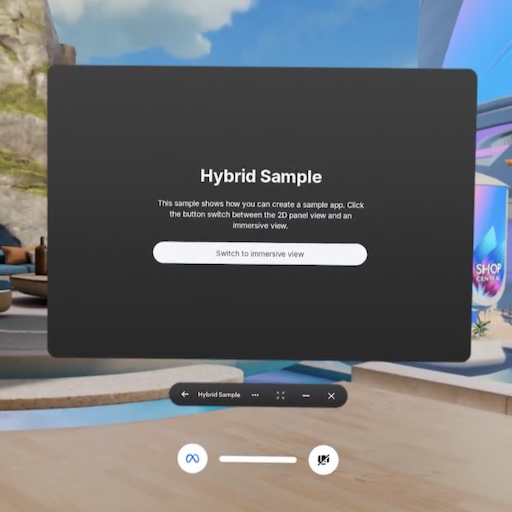 Hybrid Sample
This sample shows how you can create a sample app. Click
the button switch between the 2D panel view and an
immersive view.
Switch to immersive view
SHOP
CENTRAL
Hybrid Sample